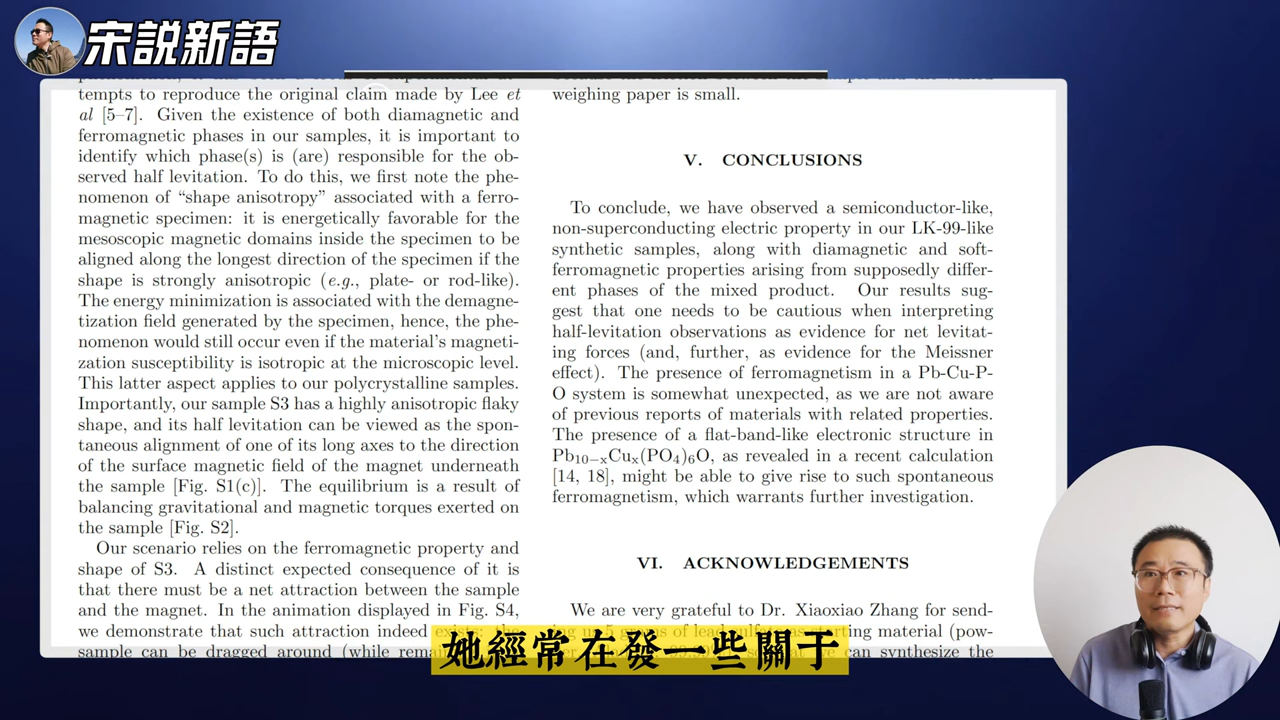 宋説新語
tempts to reproduce the original claim made by Lee et
al [5–7]. Given the existence of both diamagnetic and
ferromagnetic phases in our samples, it is important to
identify which phase(s) is (are) responsible for the ob-
served half levitation. To do this, we first note the phe-
nomenon of “shape anisotropy” associated with a ferro-
magnetic specimen: it is energetically favorable for the
mesoscopic magnetic domains inside the specimen to be
aligned along the longest direction of the specimen if the
shape is strongly anisotropic (e.g., plate- or rod-like).
The energy minimization is associated with the demagne-
tization field generated by the specimen, hence, the phe-
nomenon would still occur even if the material’s magneti-
zation susceptibility is isotropic at the microscopic level.
This latter aspect applies to our polycrystalline samples.
Importantly, our sample S3 has a highly anisotropic flaky
shape, and its half levitation can be viewed as the spon-
taneous alignment of one of its long axes to the direction
of the surface magnetic field of the magnet underneath
the sample [Fig. S1(c)]. The equilibrium is a result of
balancing gravitational and magnetic torques exerted on
the sample [Fig. S2].
Our scenario relies on the ferromagnetic property and
shape of S3. A distinct expected consequence of it is
that there must be a net attraction between the sample
and the magnet. In the animation displayed in Fig. S4,
we demonstrate that such attraction indeed
sample can be dragged around (while
weighing paper is small.
V. CONCLUSIONS
To conclude, we have observed a semiconductor-like,
non-superconducting electric property in our LK-99-like
synthetic samples, along with diamagnetic and soft-
ferromagnetic properties arising from supposedly differ-
ent phases of the mixed product. Our results sug-
gest that one needs to be cautious when interpreting
half-levitation observations as evidence for net levitat-
ing forces (and, further, as evidence for the Meissner
effect). The presence of ferromagnetism in a Pb-Cu-P-
O system is somewhat unexpected, as we are not aware
of previous reports of materials with related properties.
The presence of a flat-band-like electronic structure in
Pb10−xCux(PO4)6O, as revealed in a recent calculation
[14, 18], might be able to give rise to such spontaneous
ferromagnetism, which warrants further investigation.
VI. ACKNOWLEDGEMENTS
We are very grateful to Dr. Xiaoxiao Zhang for send-
material (pow-
can synthesize the
她經常在發一些關于